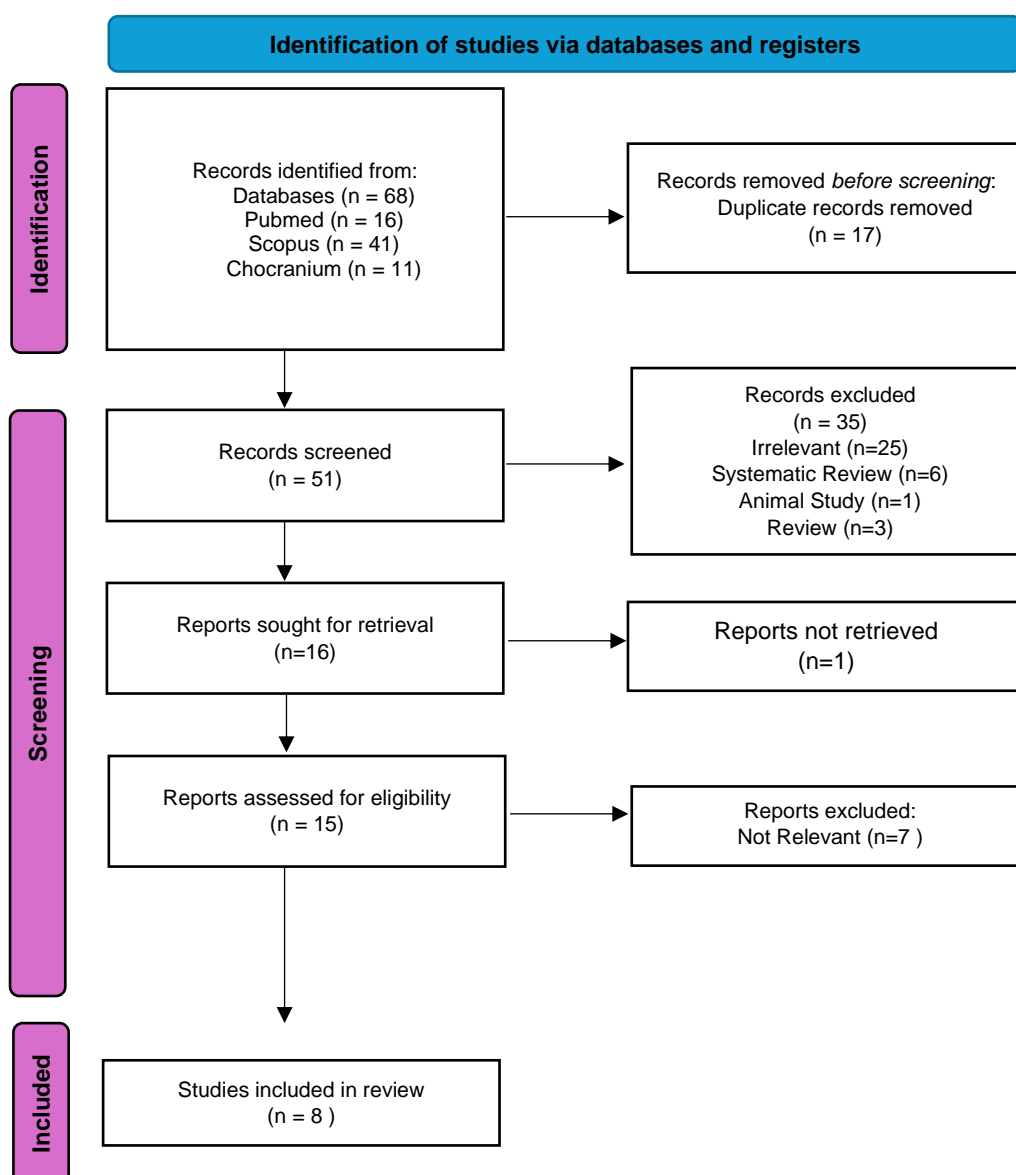 Identification of studies via databases and registers
Identification
Records identified from:
Databases (n = 68)
Pubmed (n = 16)
Scopus (n = 41)
Chocranium (n = 11)
Records removed before screening:
Duplicate records removed
(n = 17)
Screening
Records screened
(n = 51)
Records excluded
(n = 35)
Irrelevant (n=25)
Systematic Review (n=6)
Animal Study (n=1)
Review (n=3)
Reports sought for retrieval
(n=16)
Reports not retrieved
(n=1)
Reports assessed for eligibility
(n = 15)
Reports excluded:
Not Relevant (n=7 )
Included
Studies included in review
(n = 8 )